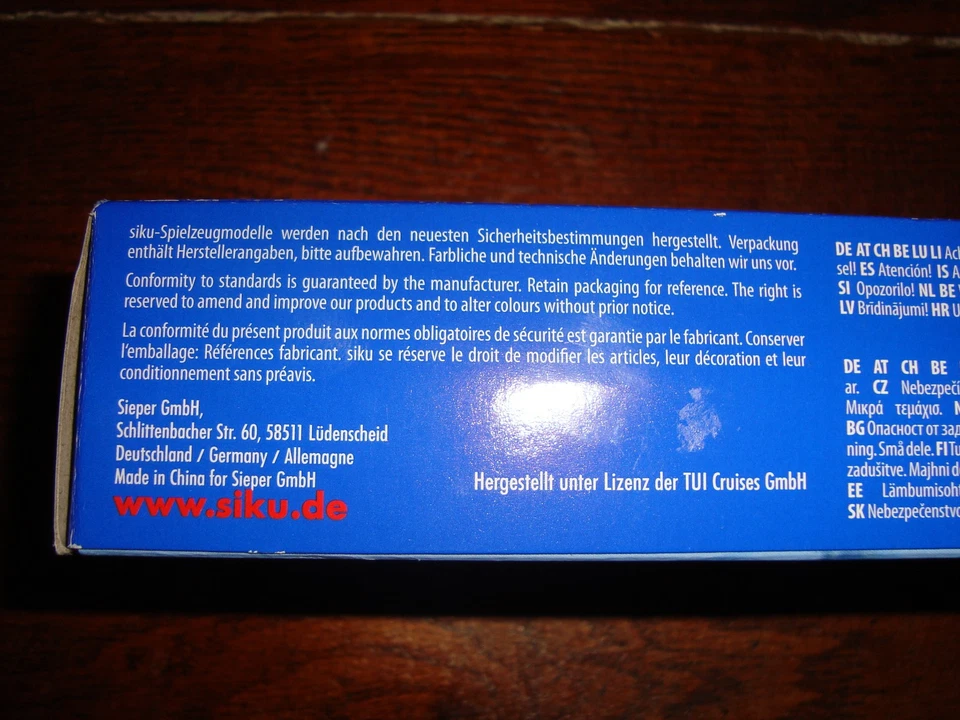 siku-Spielzeugmodelle werden nach den neuesten Sicherheitsbestimmungen hergestellt. Verpackung
enthält Herstellerangaben, bitte aufbewahren. Farbliche und technische Änderungen behalten wir uns vor.
Conformity to standards is guaranteed by the manufacturer. Retain packaging for reference. The right is
reserved to amend and improve our products and to alter colours without prior notice.
La conformité du présent produit aux normes obligatoires de sécurité est garantie par le fabricant. Conserver
l'emballage: Références fabricant. siku se réserve le droit de modifier les articles, leur décoration et leur
conditionnement sans préavis.
Sieper GmbH,
Schlittenbacher Str. 60, 58511 Lüdenscheid
Deutschland / Germany / Allemagne
Made in China for Sieper GmbH
www.siku.de
Hergestellt unter Lizenz der TUI Cruises GmbH
DE AT CH BE LU LI
sel! ES Atención! IS
SI Opozorilo! NL BE
LV Brīdinājumi! HR
DE AT CH BE
ar. CZ
Μικρά τεμάχια.
BG Опасност от
ning. Små dele. FI
zadušitve. Majhni
EE
SK